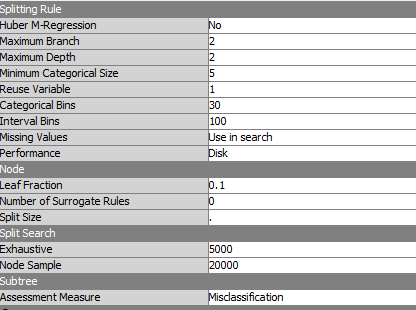 Splitting Rule
Huber M-Regression No
Maximum Branch 2
Maximum Depth 2
Minimum Categorical Size 5
Reuse Variable 1
Categorical Bins 30
Interval Bins 100
Missing Values Use in search
Performance Disk
Node
Leaf Fraction 0.1
Number of Surrogate Rules 0
Split Size .
Split Search
Exhaustive 5000
Node Sample 20000
Subtree
Assessment Measure Misclassification